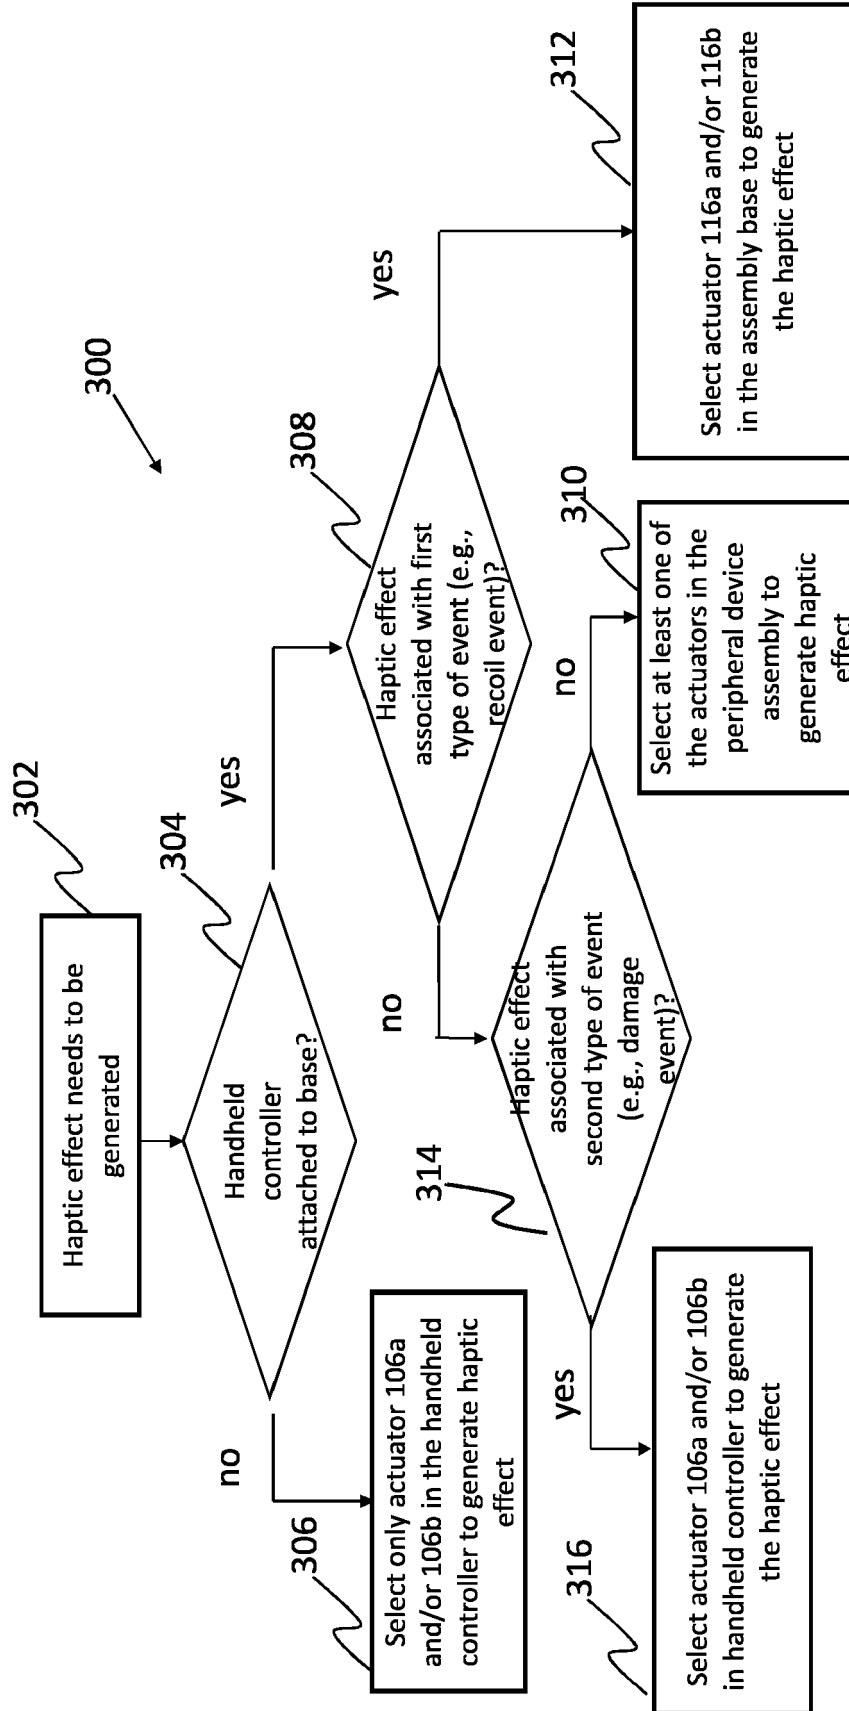 300
302
Haptic effect needs to be
generated
304
Handheld
controller
attached to base?
no
yes
306
Select only actuator 106a
and/or 106b in the handheld
controller to generate haptic
effect
308
Haptic effect
associated with first
type of event (e.g.,
recoil event)?
no
yes
314
Haptic effect
associated with
second type of event
(e.g., damage
event)?
yes
no
316
Select actuator 106a and/or 106b
in handheld controller to generate
the haptic effect
310
Select at least one of
the actuators in the
peripheral device
assembly to
generate haptic
effect
312
Select actuator 116a and/or 116b
in the assembly base to generate
the haptic effect